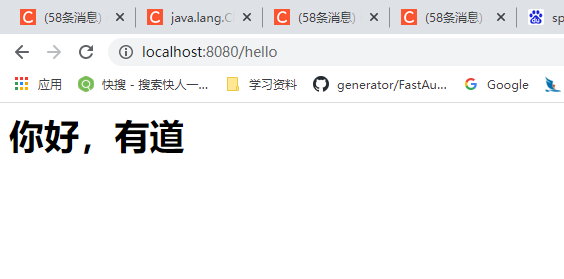 (58条消息) java.lang.Cl (58条消息) (58条消息) sp
localhost:8080/hello
应用 快搜 - 搜索快人一... 学习资料 generator/FastAu... Google
你好，有道